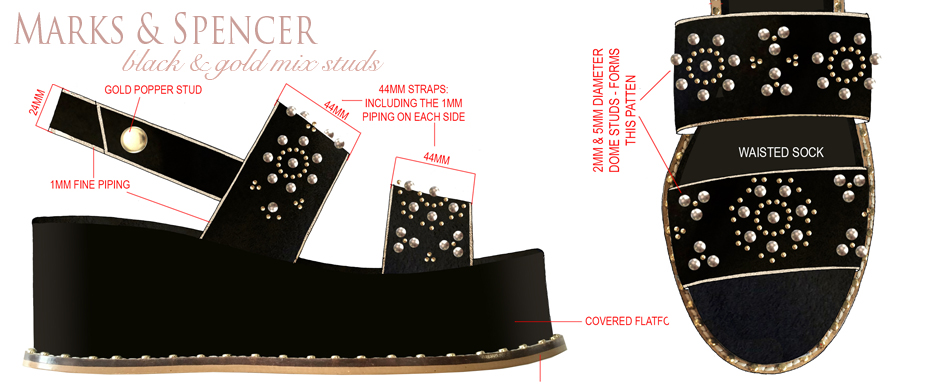 MARKS & SPENCER
black & gold mix studs
GOLD POPPER STUD
24MM
1MM FINE PIPING
44MM STRAPS:
INCLUDING THE 1MM
PIPING ON EACH SIDE
44MM
44MM
COVERED FLATFO
2MM & 5MM DIAMETER
DOME STUDS - FORMS
THIS PATTEN
WAISTED SOCK